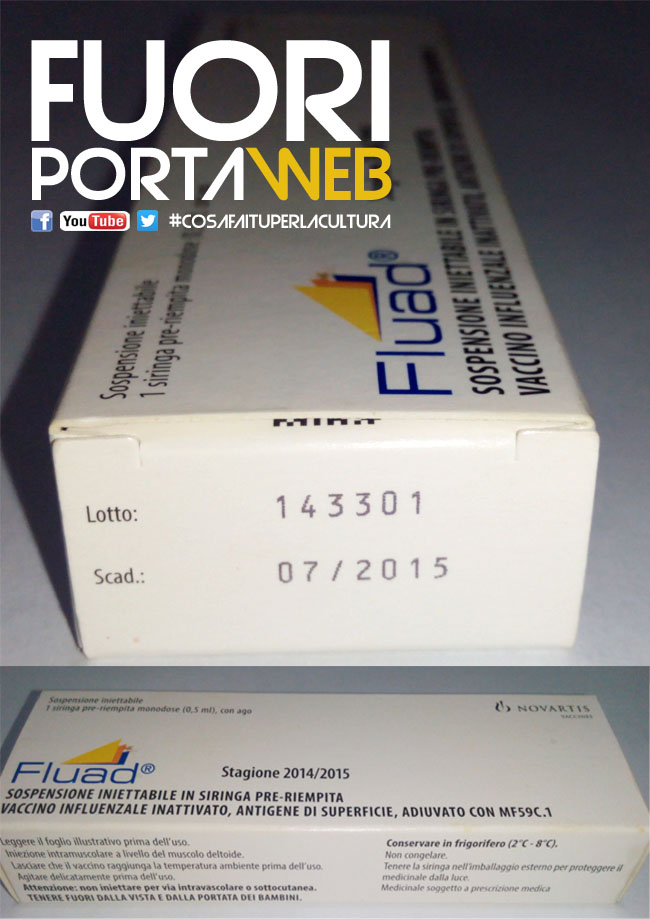 FUORI
PORTAWEB
YouTube #COSAFAITUPERLACULTURA
Sospensione iniettabile
1 siringa pre-riempita monodose
Fluad®
SOSPENSIONE INIETTABILE IN SIRINGA PRE-RIEMPITA
VACCINO INFLUENZALE INATTIVATO, ANTIGENE DI SUPERFICIE,
Lotto: 143301
Scad.: 07/2015
Sospensione iniettabile
1 siringa pre-riempita monodose (0,5 ml), con ago
NOVARTIS
VACCINES
Fluad®
Stagione 2014/2015
SOSPENSIONE INIETTABILE IN SIRINGA PRE-RIEMPITA
VACCINO INFLUENZALE INATTIVATO, ANTIGENE DI SUPERFICIE, ADIUVATO CON MF59C.1
Leggere il foglio illustrativo prima dell'uso.
Iniezione intramuscolare a livello del muscolo deltoide.
Lasciare che il vaccino raggiunga la temperatura ambiente prima dell'uso.
Agitare delicatamente prima dell'uso.
Attenzione: non iniettare per via intravascolare o sottocutanea.
TENERE FUORI DALLA VISTA E DALLA PORTATA DEI BAMBINI.
Conservare in frigorifero (2°C - 8°C).
Non congelare.
Tenere la siringa nell'imballaggio esterno per proteggere il
medicinale dalla luce.
Medicinale soggetto a prescrizione medica